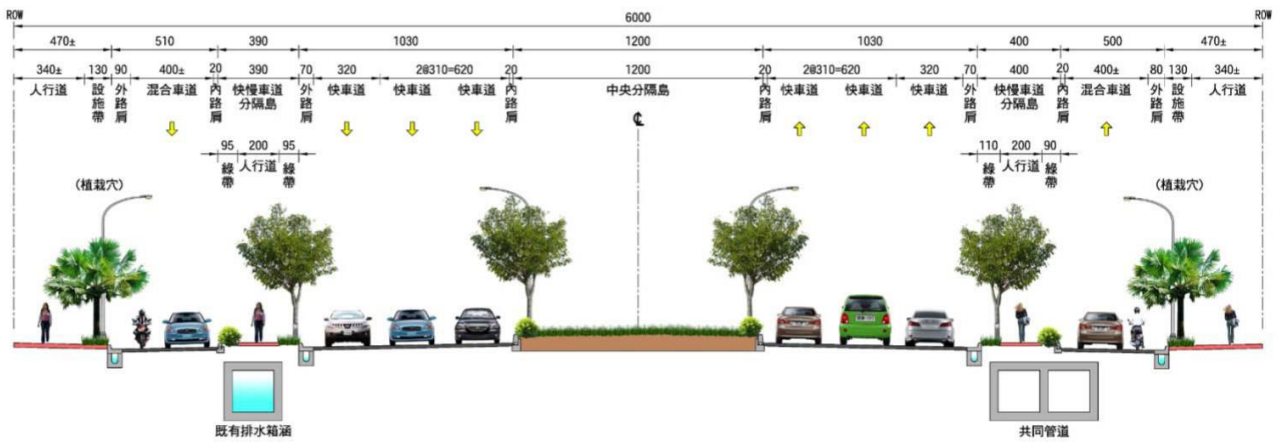 ROW 6000 ROW
470± 510 390 1030 1200 1030 400 500 470±
340± 130 90 400± 20 390 70 320 2@310=620 20 1200 20 2@310=620 320 70 400 20 400± 80 130 340±
人行道 設施帶 外路肩 混合車道 內路肩 快慢車道分隔島 外路肩 快車道 快車道 快車道 內路肩 中央分隔島 內路肩 快車道 快車道 快車道 外路肩 快慢車道分隔島 內路肩 混合車道 外路肩 設施帶 人行道
℄
95 200 95 110 200 90
綠帶 人行道 綠帶 綠帶 人行道 綠帶
(植栽穴) (植栽穴)
既有排水箱涵 共同管道